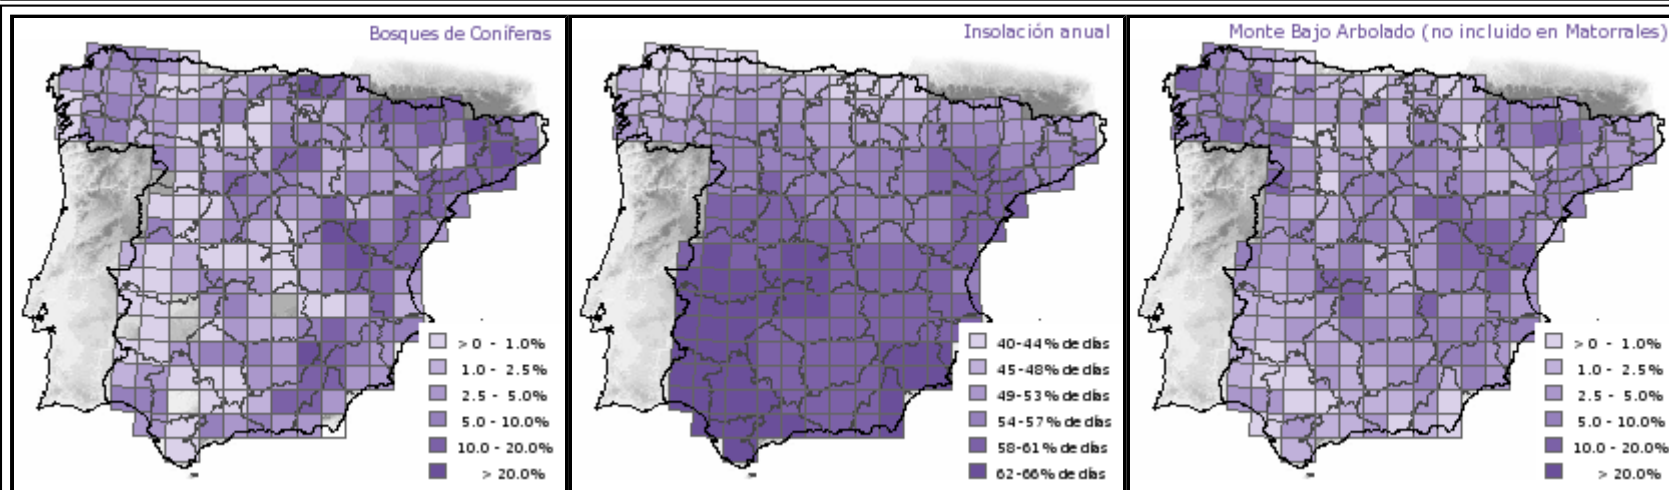 Bosques de Coníferas
> 0 - 1.0%
1.0 - 2.5%
2.5 - 5.0%
5.0 - 10.0%
10.0 - 20.0%
> 20.0%
Insolación anual
40-44% de días
45-48% de días
49-53% de días
54-57% de días
58-61% de días
62-66% de días
Monte Bajo Arbolado (no incluido en Matorrales)
> 0 - 1.0%
1.0 - 2.5%
2.5 - 5.0%
5.0 - 10.0%
10.0 - 20.0%
> 20.0%